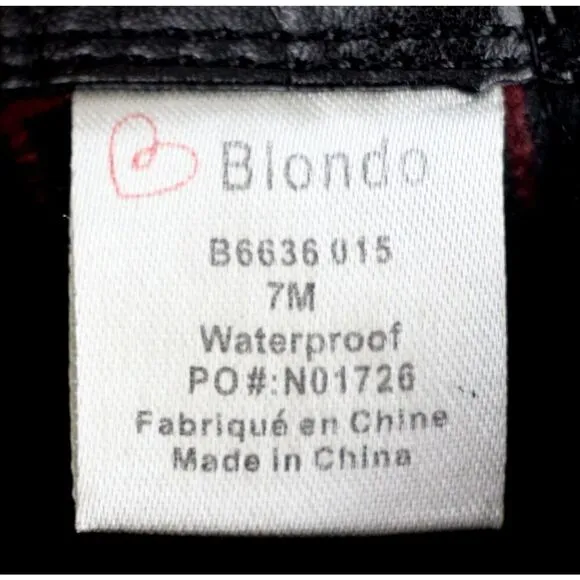 Blondo
B6636 015
7M
Waterproof
PO#:N01726
Fabriqué en Chine
Made in China